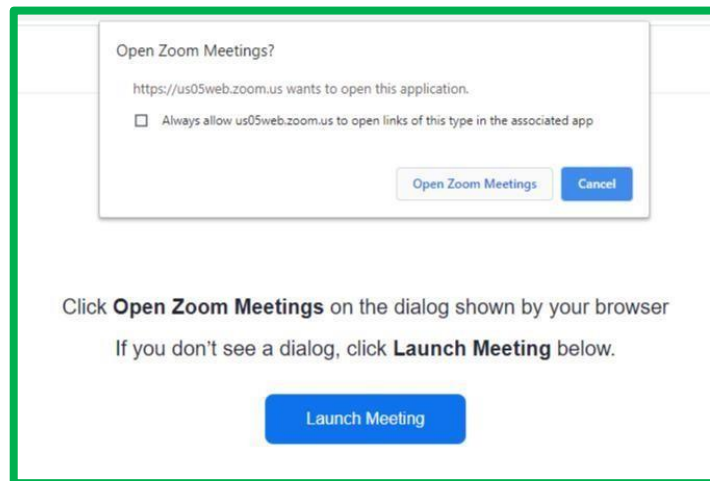 Open Zoom Meetings?
https://us05web.zoom.us wants to open this application.
Always allow us05web.zoom.us to open links of this type in the associated app
Open Zoom Meetings Cancel
Click Open Zoom Meetings on the dialog shown by your browser
If you don't see a dialog, click Launch Meeting below.
Launch Meeting